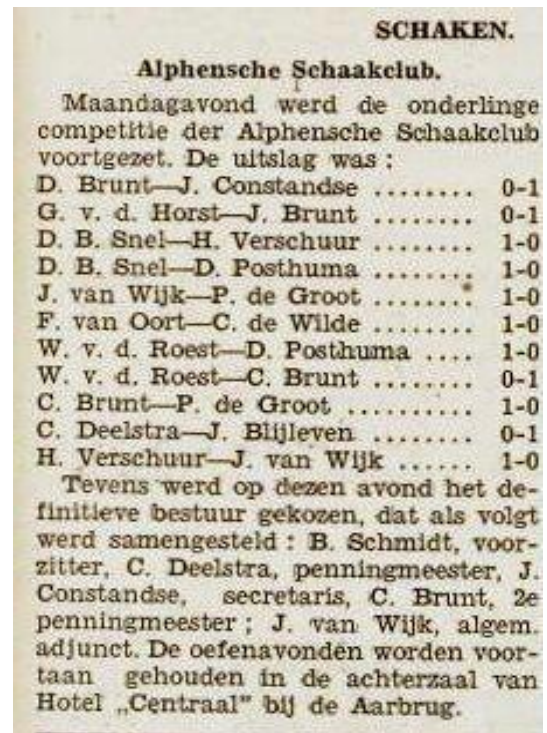 SCHAKEN.
Alphensche Schaakclub.
Maandagavond werd de onderlinge
competitie der Alphensche Schaakclub
voortgezet. De uitslag was :
D. Brunt—J. Constandse ........ 0-1
G. v. d. Horst—J. Brunt ........ 0-1
D. B. Snel—H. Verschuur ........ 1-0
D. B. Snel—D. Posthuma ........ 1-0
J. van Wijk—P. de Groot ........ 1-0
F. van Oort—C. de Wilde ........ 1-0
W. v. d. Roest—D. Posthuma .... 1-0
W. v. d. Roest—C. Brunt ........ 0-1
C. Brunt—P. de Groot .......... 1-0
C. Deelstra—J. Blijleven ........ 0-1
H. Verschuur—J. van Wijk ...... 1-0
Tevens werd op dezen avond het de-
finitieve bestuur gekozen, dat als volgt
werd samengesteld : B. Schmidt, voor-
zitter, C. Deelstra, penningmeester, J.
Constandse, secretaris, C. Brunt, 2e
penningmeester ; J. van Wijk, algem.
adjunct. De oefenavonden worden voor-
taan gehouden in de achterzaal van
Hotel „Centraal” bij de Aarbrug.